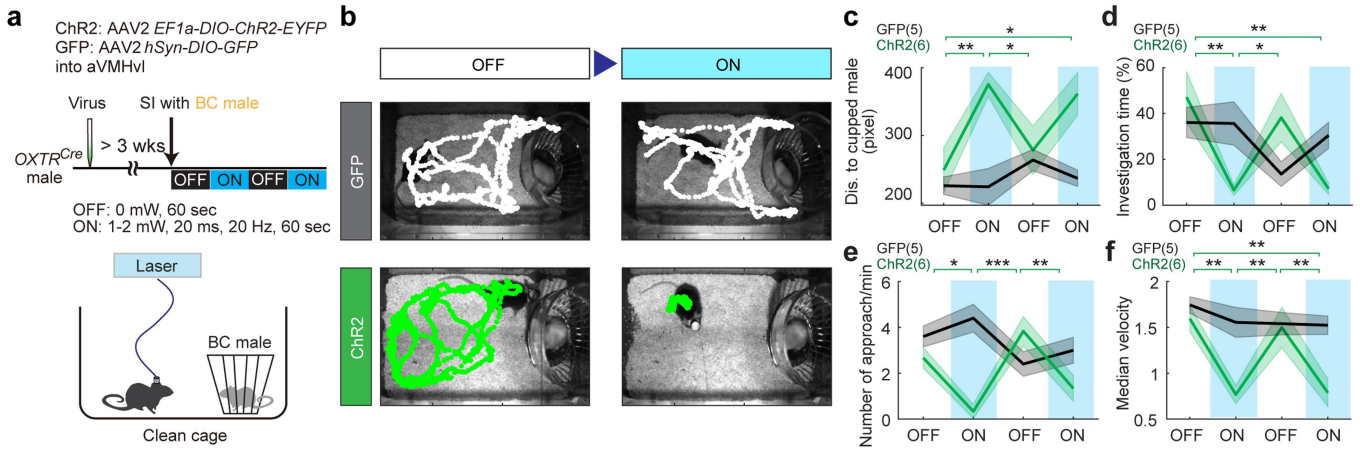 a
ChR2: AAV2 EF1a-DIO-ChR2-EYFP
GFP: AAV2 hSyn-DIO-GFP
into aVMHvl
Virus
SI with BC male
> 3 wks
OXTRCre
male
OFF ON OFF ON
OFF: 0 mW, 60 sec
ON: 1-2 mW, 20 ms, 20 Hz, 60 sec
Laser
BC male
Clean cage
b
OFF
ON
GFP
ChR2
c
GFP(5)
ChR2(6)
*
** *
Dis. to cupped male
(pixel)
400
300
200
OFF ON OFF ON
d
GFP(5)
ChR2(6)
**
** *
Investigation time (%)
60
40
20
0
OFF ON OFF ON
e
GFP(5)
ChR2(6)
* *** **
Number of approach/min
6
4
2
0
OFF ON OFF ON
f
GFP(5)
ChR2(6)
**
** ** **
Median velocity
2
1.5
1
0.5
OFF ON OFF ON